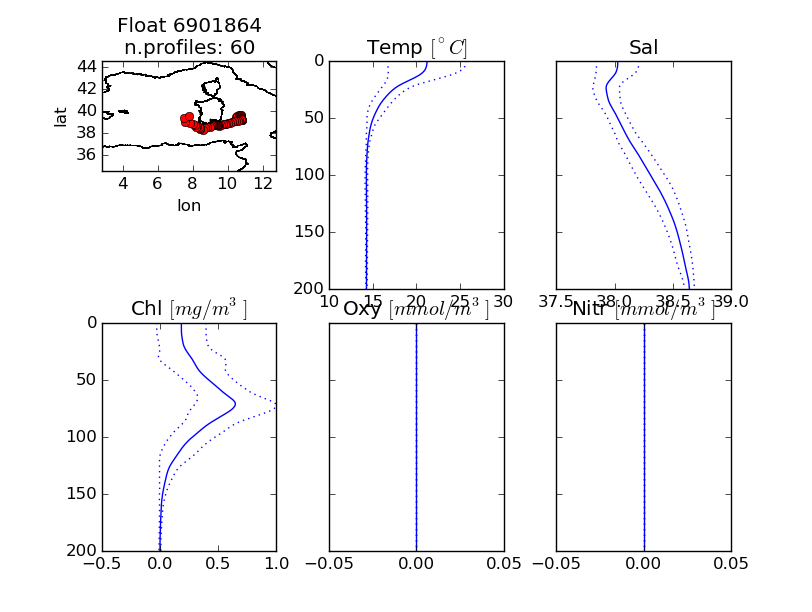 Float 6901864
n.profiles: 60
44
42
40
38
36
lat
4 6 8 10 12
lon
Temp [°C]
0
50
100
150
200
10 15 20 25 30
Sal
37.5 38.0 38.5 39.0
Chl [mg/m³]
0
50
100
150
200
−0.5 0.0 0.5 1.0
Oxy [mmol/m³]
−0.05 0.00 0.05
Nitr [mmol/m³]
−0.05 0.00 0.05